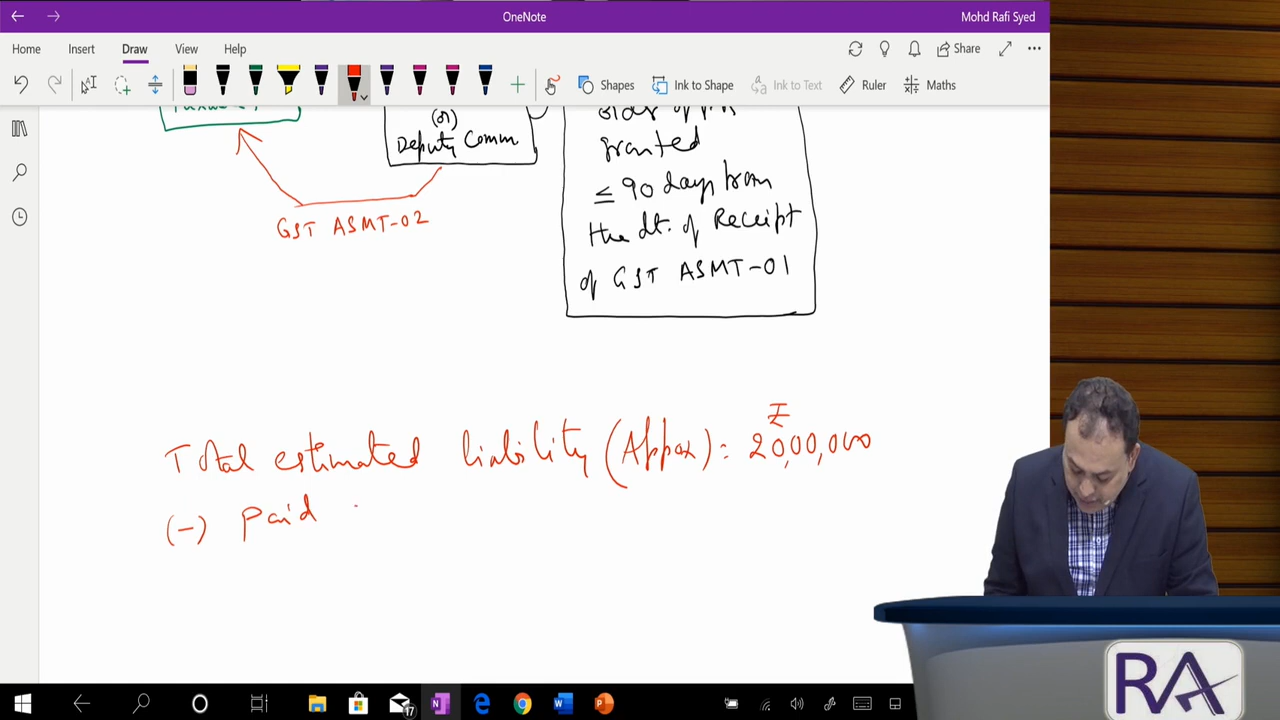 OneNote
Mohd Rafi Syed
Home Insert Draw View Help
Share
Shapes Ink to Shape Ink to Text Ruler Maths
(or)
Deputy Comm
granted
≤ 90 days from
the dt. of Receipt
of GST ASMT-01
GST ASMT-02
₹
Total estimated liability (Appox) : 20,00,000
(-) Paid
17
RA